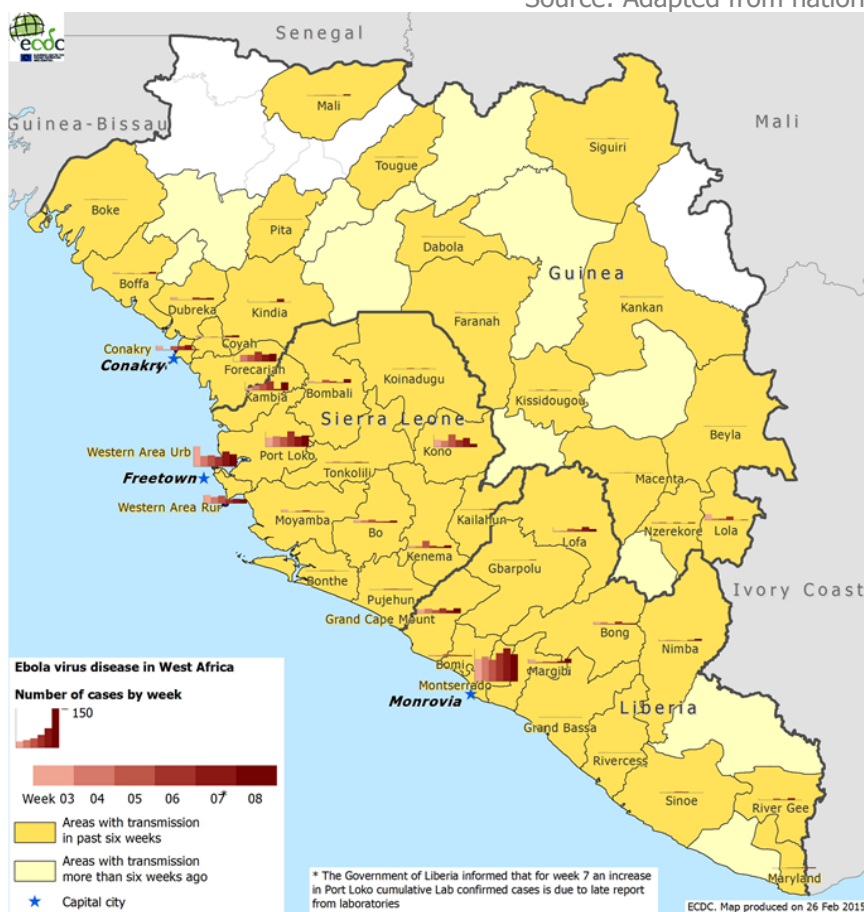 Source: Adapted from nation
ecdc
Senegal
Guinea-Bissau
Mali
Mali
Siguiri
Tougue
Boke
Pita
Dabola
Boffa
Guinea
Dubreka
Kindia
Kankan
Faranah
Coyah
Conakry
Conakry
Forecariah
Kambia
Bombali
Koinadugu
Kissidougou
Sierra Leone
Beyla
Western Area Urb
Port Loko
Kono
Freetown
Tonkolili
Macenta
Western Area Rur
Moyamba
Bo
Kailahun
Lofa
Nzerekore
Lola
Kenema
Gbarpolu
Bonthe
Pujehun
Ivory Coast
Grand Cape Mount
Bong
Nimba
Bomi
Margibi
Montserrado
Monrovia
Liberia
Grand Bassa
Rivercess
Sinoe
River Gee
Maryland
Ebola virus disease in West Africa
Number of cases by week
150
Week 03 04 05 06 07* 08
Areas with transmission
in past six weeks
Areas with transmission
more than six weeks ago
Capital city
* The Government of Liberia informed that for week 7 an increase
in Port Loko cumulative Lab confirmed cases is due to late report
from laboratories
ECDC. Map produced on 26 Feb 2015